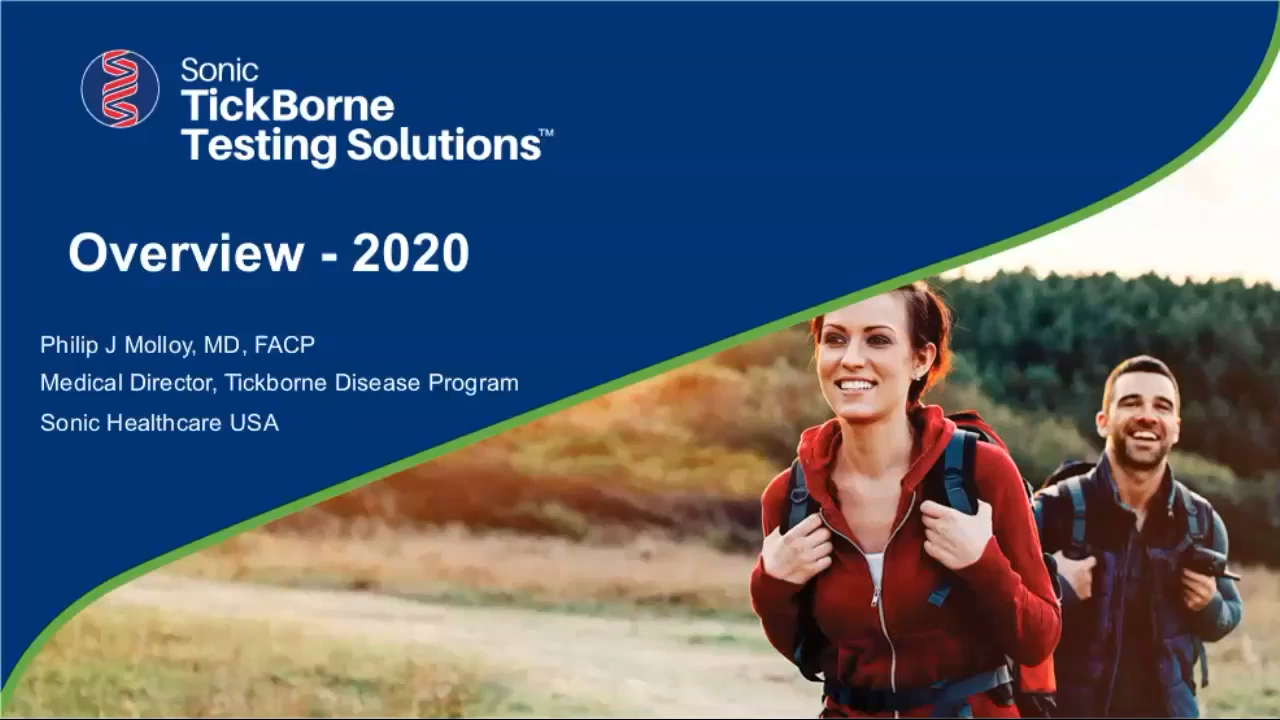 Sonic
TickBorne
Testing Solutions™
Overview - 2020
Philip J Molloy, MD, FACP
Medical Director, Tickborne Disease Program
Sonic Healthcare USA